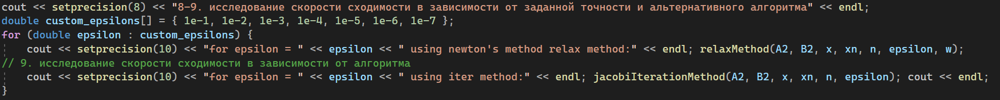 cout << setprecision(8) << "8-9. исследование скорости сходимости в зависимости от заданной точности и альтернативного алгоритма" << endl;
double custom_epsilons[] = { 1e-1, 1e-2, 1e-3, 1e-4, 1e-5, 1e-6, 1e-7 };
for (double epsilon : custom_epsilons) {
    cout << setprecision(10) << "for epsilon = " << epsilon << " using newton's method relax method:" << endl; relaxMethod(A2, B2, x, xn, n, epsilon, w);
// 9. исследование скорости сходимости в зависимости от алгоритма
    cout << setprecision(10) << "for epsilon = " << epsilon << " using iter method:" << endl; jacobiIterationMethod(A2, B2, x, xn, n, epsilon); cout << endl;
}